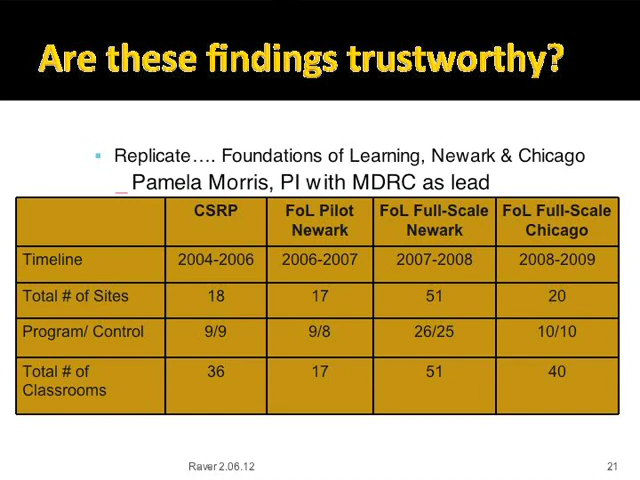 Are these findings trustworthy?
▪ Replicate…. Foundations of Learning, Newark & Chicago
_ Pamela Morris, PI with MDRC as lead
CSRP FoL Pilot Newark FoL Full-Scale Newark FoL Full-Scale Chicago
Timeline 2004-2006 2006-2007 2007-2008 2008-2009
Total # of Sites 18 17 51 20
Program/ Control 9/9 9/8 26/25 10/10
Total # of Classrooms 36 17 51 40
Raver 2.06.12 21